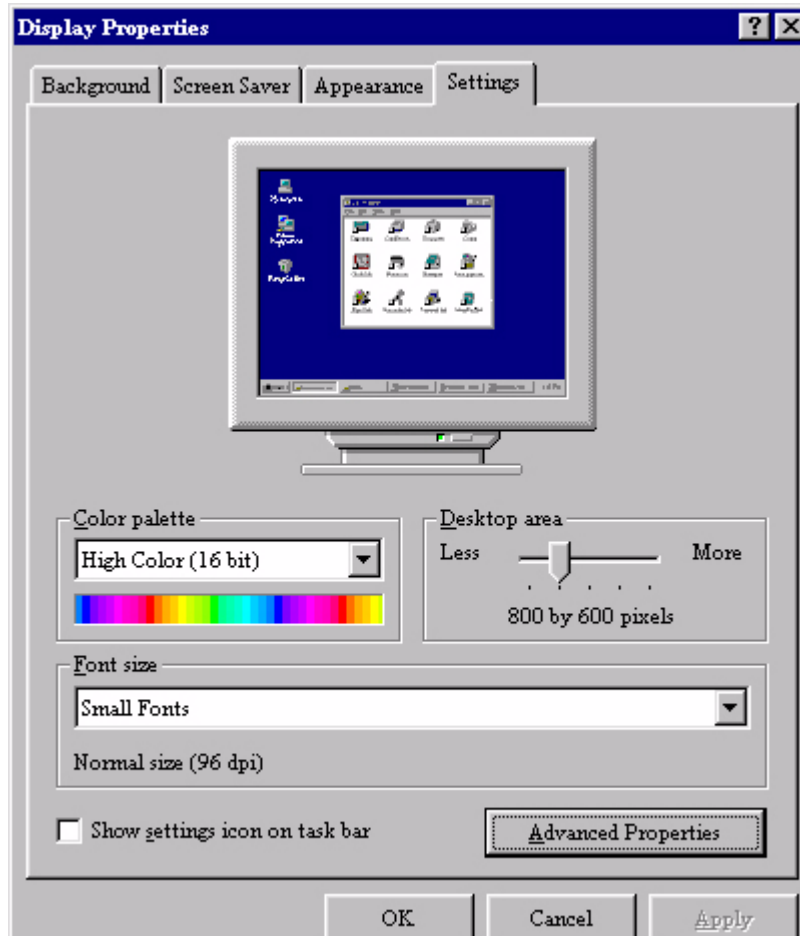 Display Properties
Background Screen Saver Appearance Settings
Color palette
High Color (16 bit)
Desktop area
Less More
800 by 600 pixels
Font size
Small Fonts
Normal size (96 dpi)
Show settings icon on task bar
Advanced Properties
OK Cancel Apply